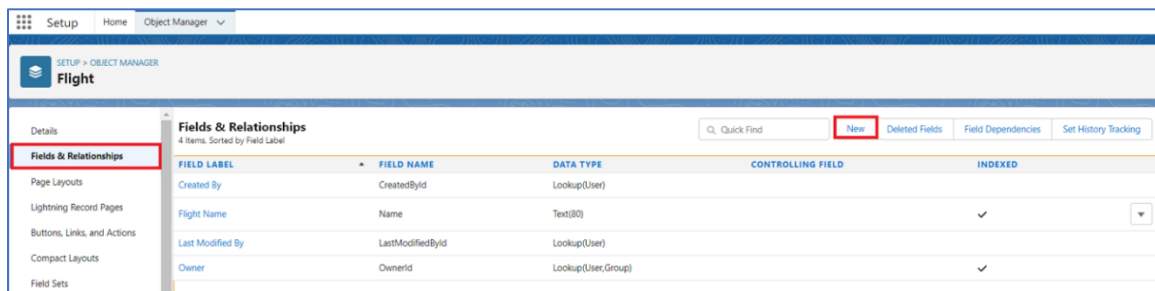 Setup Home Object Manager
SETUP > OBJECT MANAGER
Flight
Details
Fields & Relationships
Page Layouts
Lightning Record Pages
Buttons, Links, and Actions
Compact Layouts
Field Sets
Fields & Relationships
4 Items, Sorted by Field Label
Quick Find New Deleted Fields Field Dependencies Set History Tracking
FIELD LABEL FIELD NAME DATA TYPE CONTROLLING FIELD INDEXED
Created By CreatedById Lookup(User)
Flight Name Name Text(80)
Last Modified By LastModifiedById Lookup(User)
Owner OwnerId Lookup(User,Group)